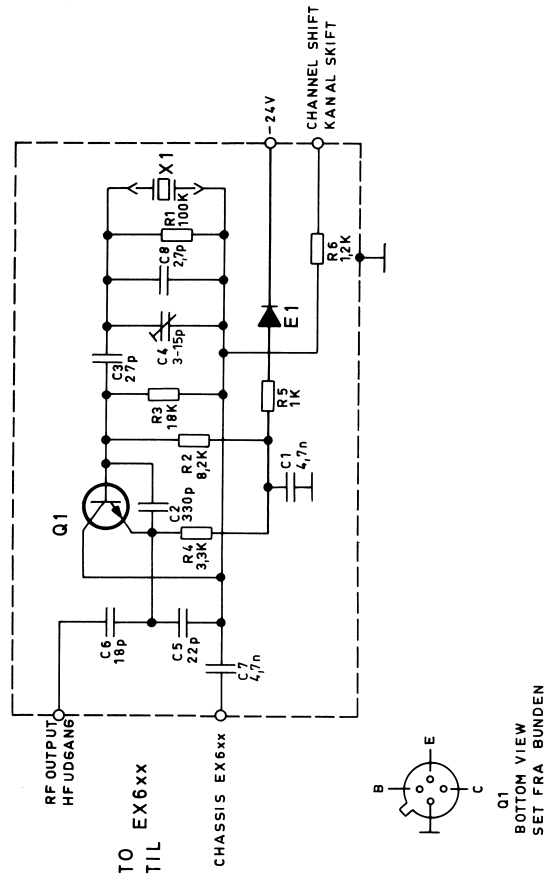 RF OUTPUT
HF UDGANG
TO EX6xx
TIL
CHASSIS EX6xx
C6
18p
C5
22p
C7
4,7n
Q1
C2
330p
R4
3,3K
R2
8,2K
C1
4,7n
R3
18K
C3
27p
R5
1K
C4
3-15p
E1
C8
2,7p
R1
100K
X1
R6
1,2K
-24V
CHANNEL SHIFT
KANAL SKIFT
B
E
C
Q1
BOTTOM VIEW
SET FRA BUNDEN